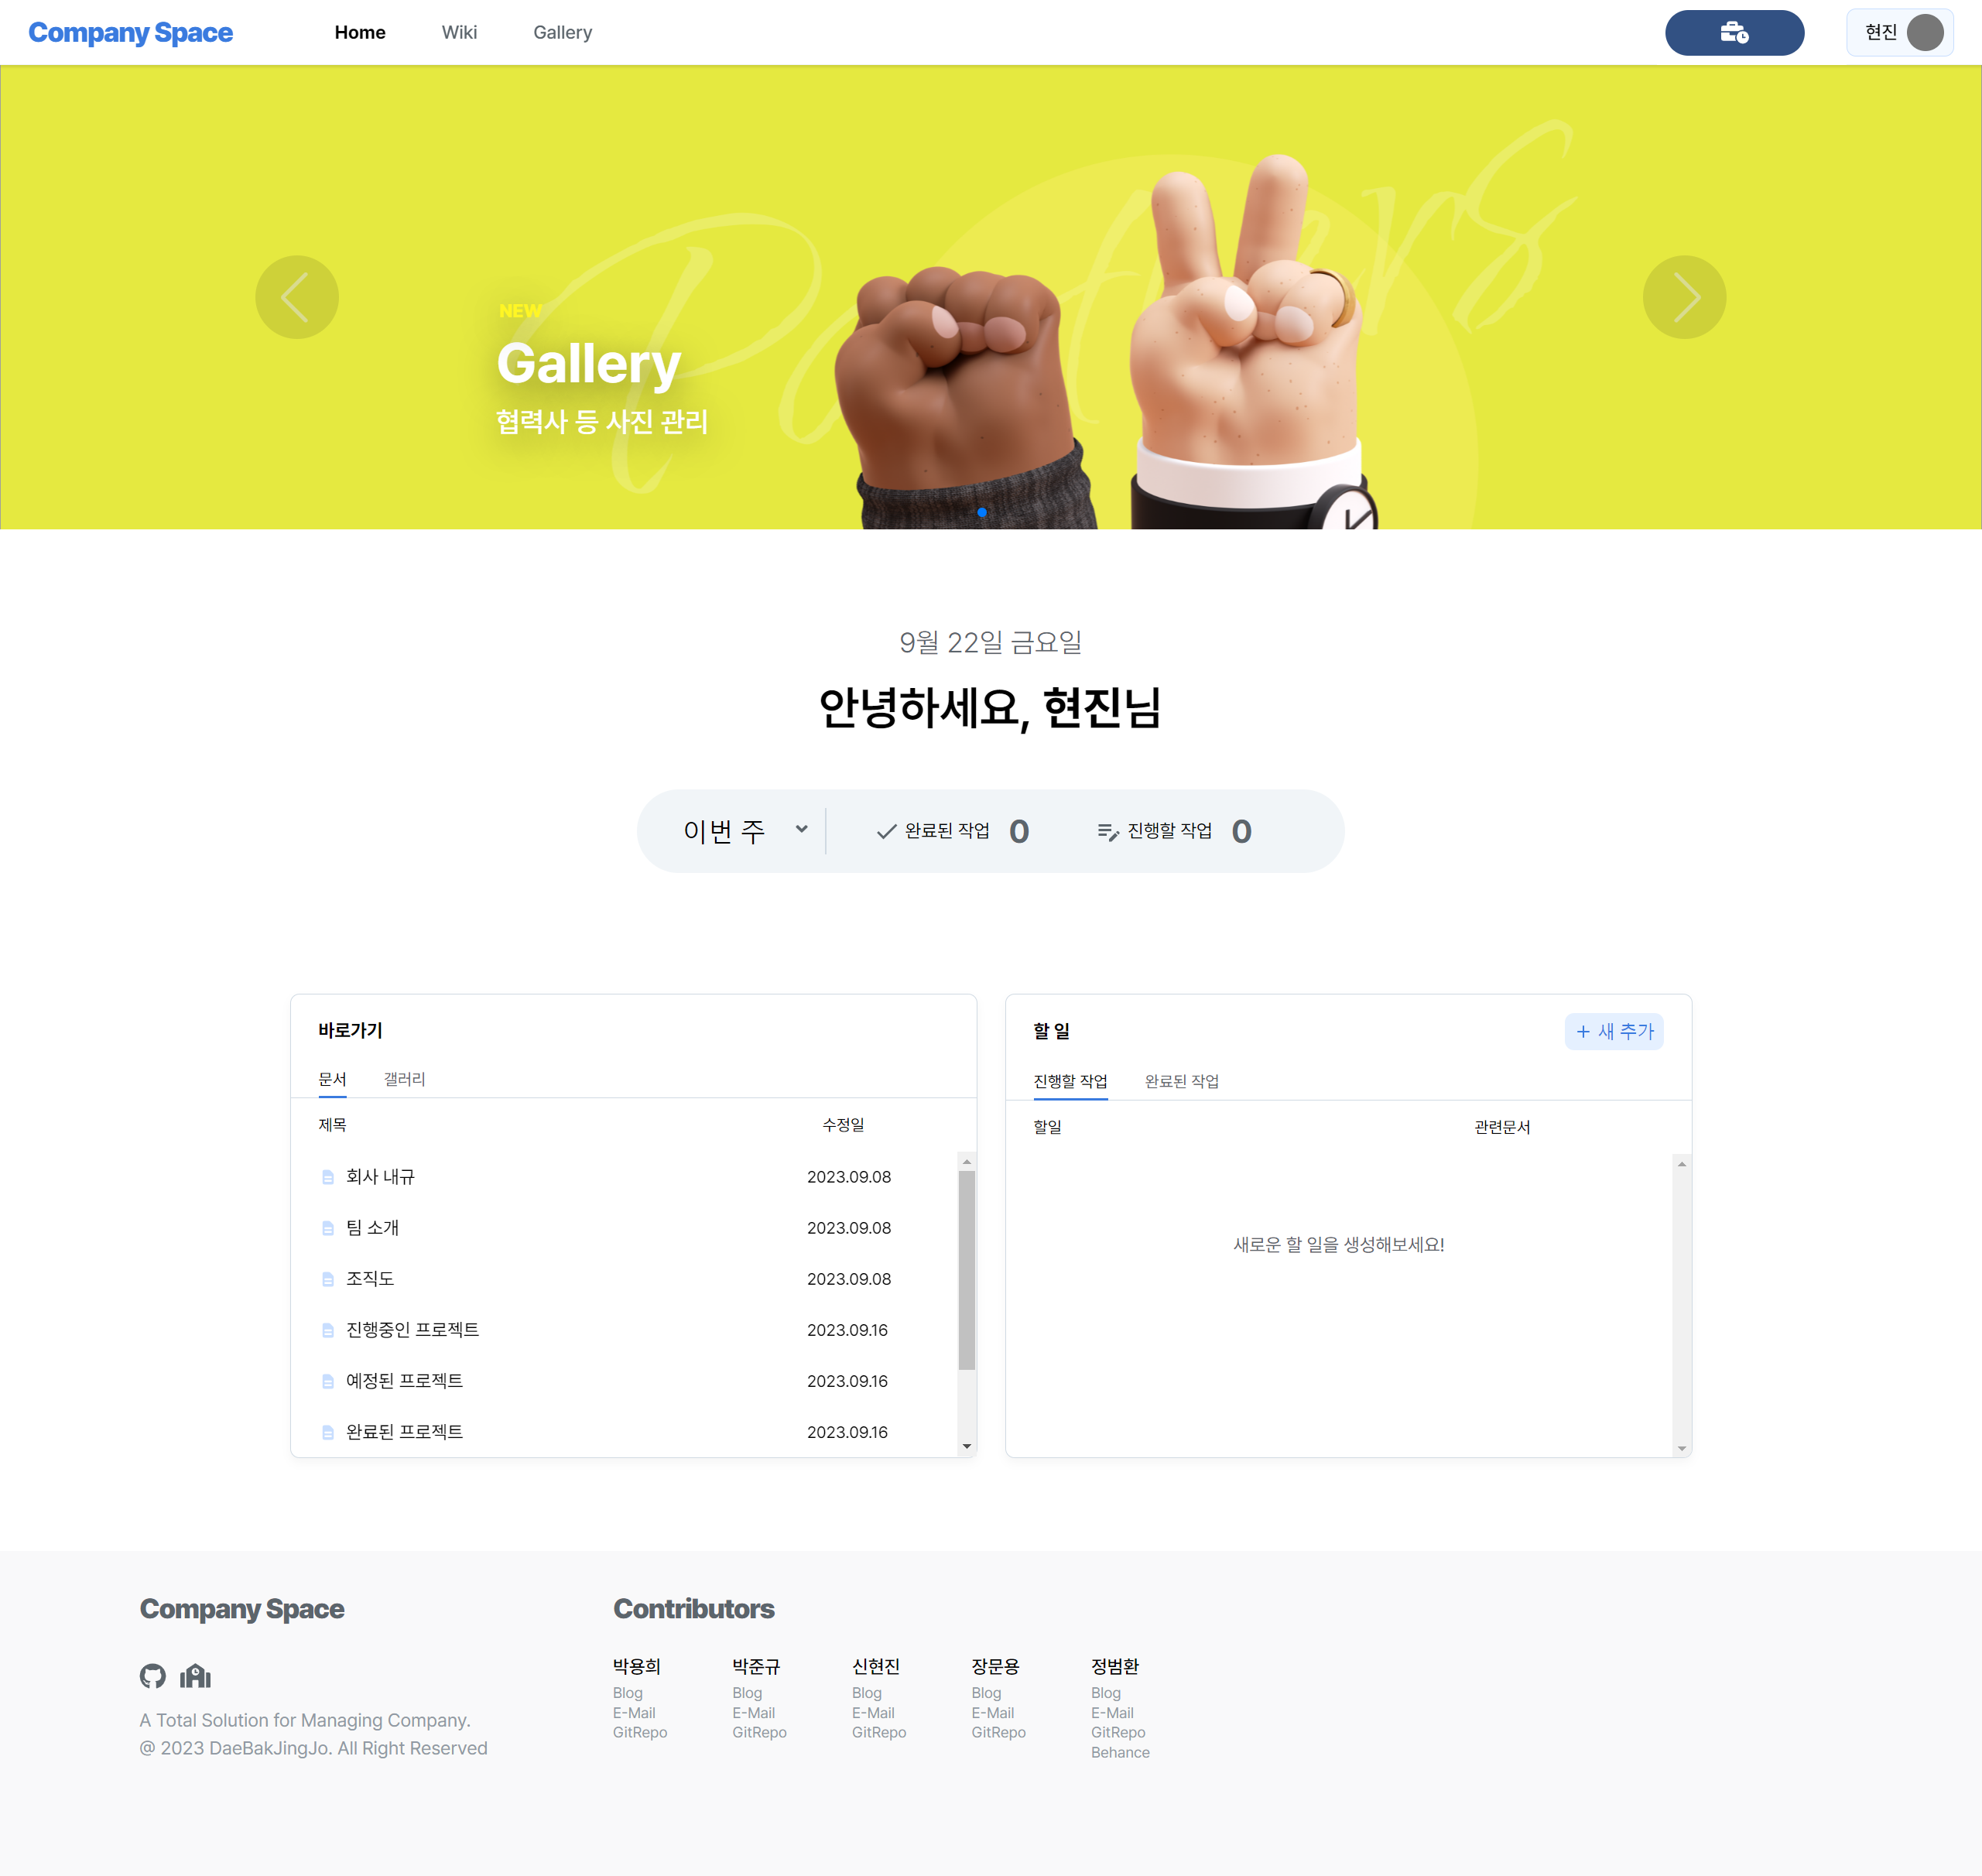 Company Space
Home
Wiki
Gallery
현진
Partners
NEW
Gallery
협력사 등 사진 관리
9월 22일 금요일
안녕하세요, 현진님
이번 주
완료된 작업 0
진행할 작업 0
바로가기
문서
갤러리
제목
수정일
회사 내규
2023.09.08
팀 소개
2023.09.08
조직도
2023.09.08
진행중인 프로젝트
2023.09.16
예정된 프로젝트
2023.09.16
완료된 프로젝트
2023.09.16
할 일
+ 새 추가
진행할 작업
완료된 작업
할일
관련문서
새로운 할 일을 생성해보세요!
Company Space
A Total Solution for Managing Company.
@ 2023 DaeBakJingJo. All Right Reserved
Contributors
박용희
Blog
E-Mail
GitRepo
박준규
Blog
E-Mail
GitRepo
신현진
Blog
E-Mail
GitRepo
장문용
Blog
E-Mail
GitRepo
정범환
Blog
E-Mail
GitRepo
Behance